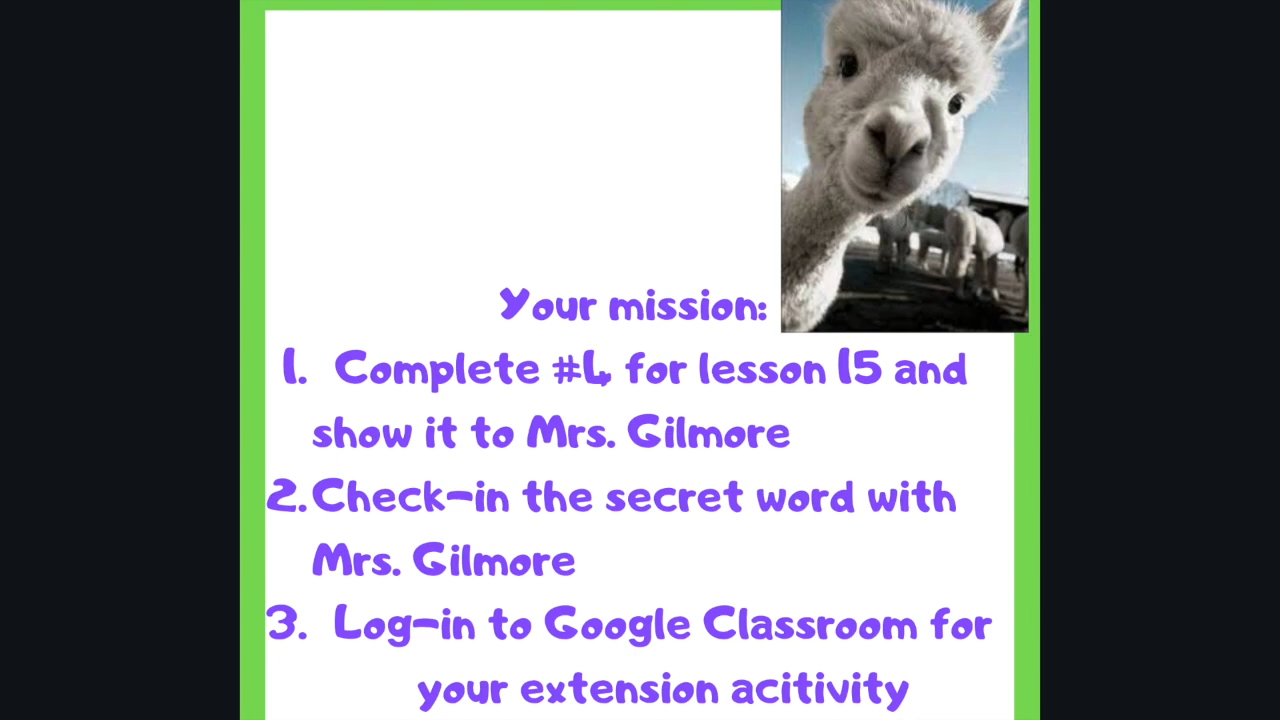 Your mission:
1. Complete #4 for lesson 15 and
show it to Mrs. Gilmore
2. Check-in the secret word with
Mrs. Gilmore
3. Log-in to Google Classroom for
your extension acitivity